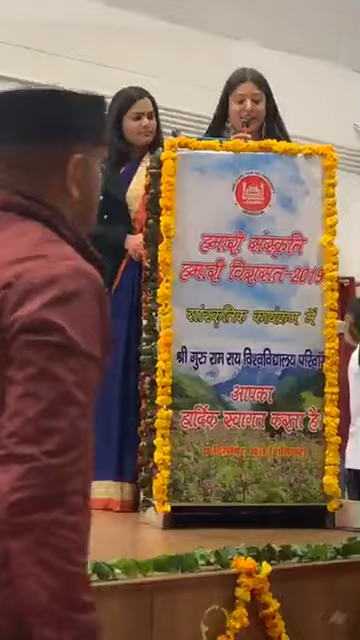 हमारी संस्कृति
हमारी विरासत-2019
सांस्कृतिक कार्यक्रम में
श्री गुरु राम राय विश्वविद्यालय परिवार
आपका
हार्दिक स्वागत करता है